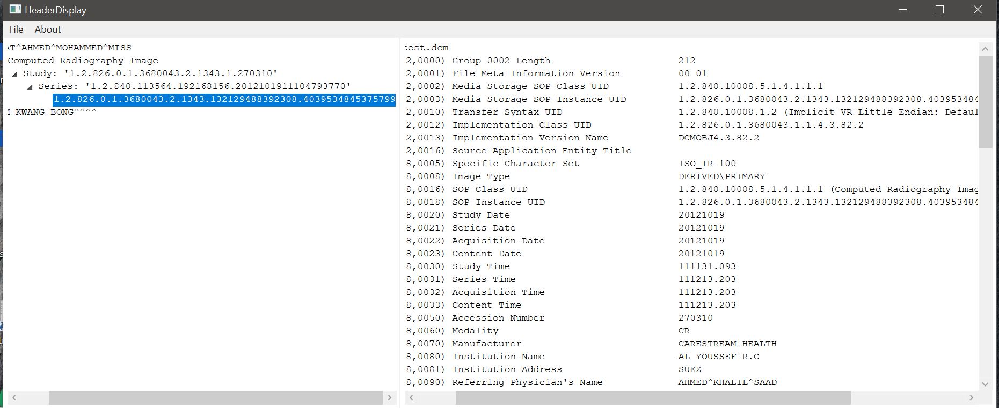 HeaderDisplay
File About
AT^AHMED^MOHAMMED^MISS
Computed Radiography Image
Study: '1.2.826.0.1.3680043.2.1343.1.270310'
Series: '1.2.840.113564.192168156.2012101911104793770'
1.2.826.0.1.3680043.2.1343.132129488392308.4039534845375799
KWANG BONG^^^^
test.dcm
2,0000) Group 0002 Length 212
2,0001) File Meta Information Version 00 01
2,0002) Media Storage SOP Class UID 1.2.840.10008.5.1.4.1.1.1
2,0003) Media Storage SOP Instance UID 1.2.826.0.1.3680043.2.1343.132129488392308.403953484
2,0010) Transfer Syntax UID 1.2.840.10008.1.2 (Implicit VR Little Endian: Defaul
2,0012) Implementation Class UID 1.2.826.0.1.3680043.1.1.4.3.82.2
2,0013) Implementation Version Name DCMOBJ4.3.82.2
2,0016) Source Application Entity Title
8,0005) Specific Character Set ISO_IR 100
8,0008) Image Type DERIVED\PRIMARY
8,0016) SOP Class UID 1.2.840.10008.5.1.4.1.1.1 (Computed Radiography Imag
8,0018) SOP Instance UID 1.2.826.0.1.3680043.2.1343.132129488392308.403953484
8,0020) Study Date 20121019
8,0021) Series Date 20121019
8,0022) Acquisition Date 20121019
8,0023) Content Date 20121019
8,0030) Study Time 111131.093
8,0031) Series Time 111213.203
8,0032) Acquisition Time 111213.203
8,0033) Content Time 111213.203
8,0050) Accession Number 270310
8,0060) Modality CR
8,0070) Manufacturer CARESTREAM HEALTH
8,0080) Institution Name AL YOUSSEF R.C
8,0081) Institution Address SUEZ
8,0090) Referring Physician's Name AHMED^KHALIL^SAAD